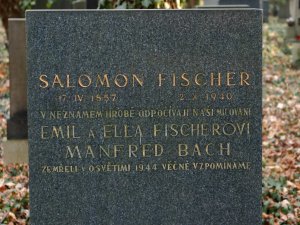 SALOMON FISCHER
17. IV. 1857 2. X. 1940
V NEZNÁMÉM HROBĚ ODPOČÍVAJÍ NAŠI MILOVANÍ
EMIL A ELLA FISCHEROVI
MANFRED BACH
ZEMŘELI V OSVĚTIMI 1944 VĚČNĚ VZPOMÍNÁME